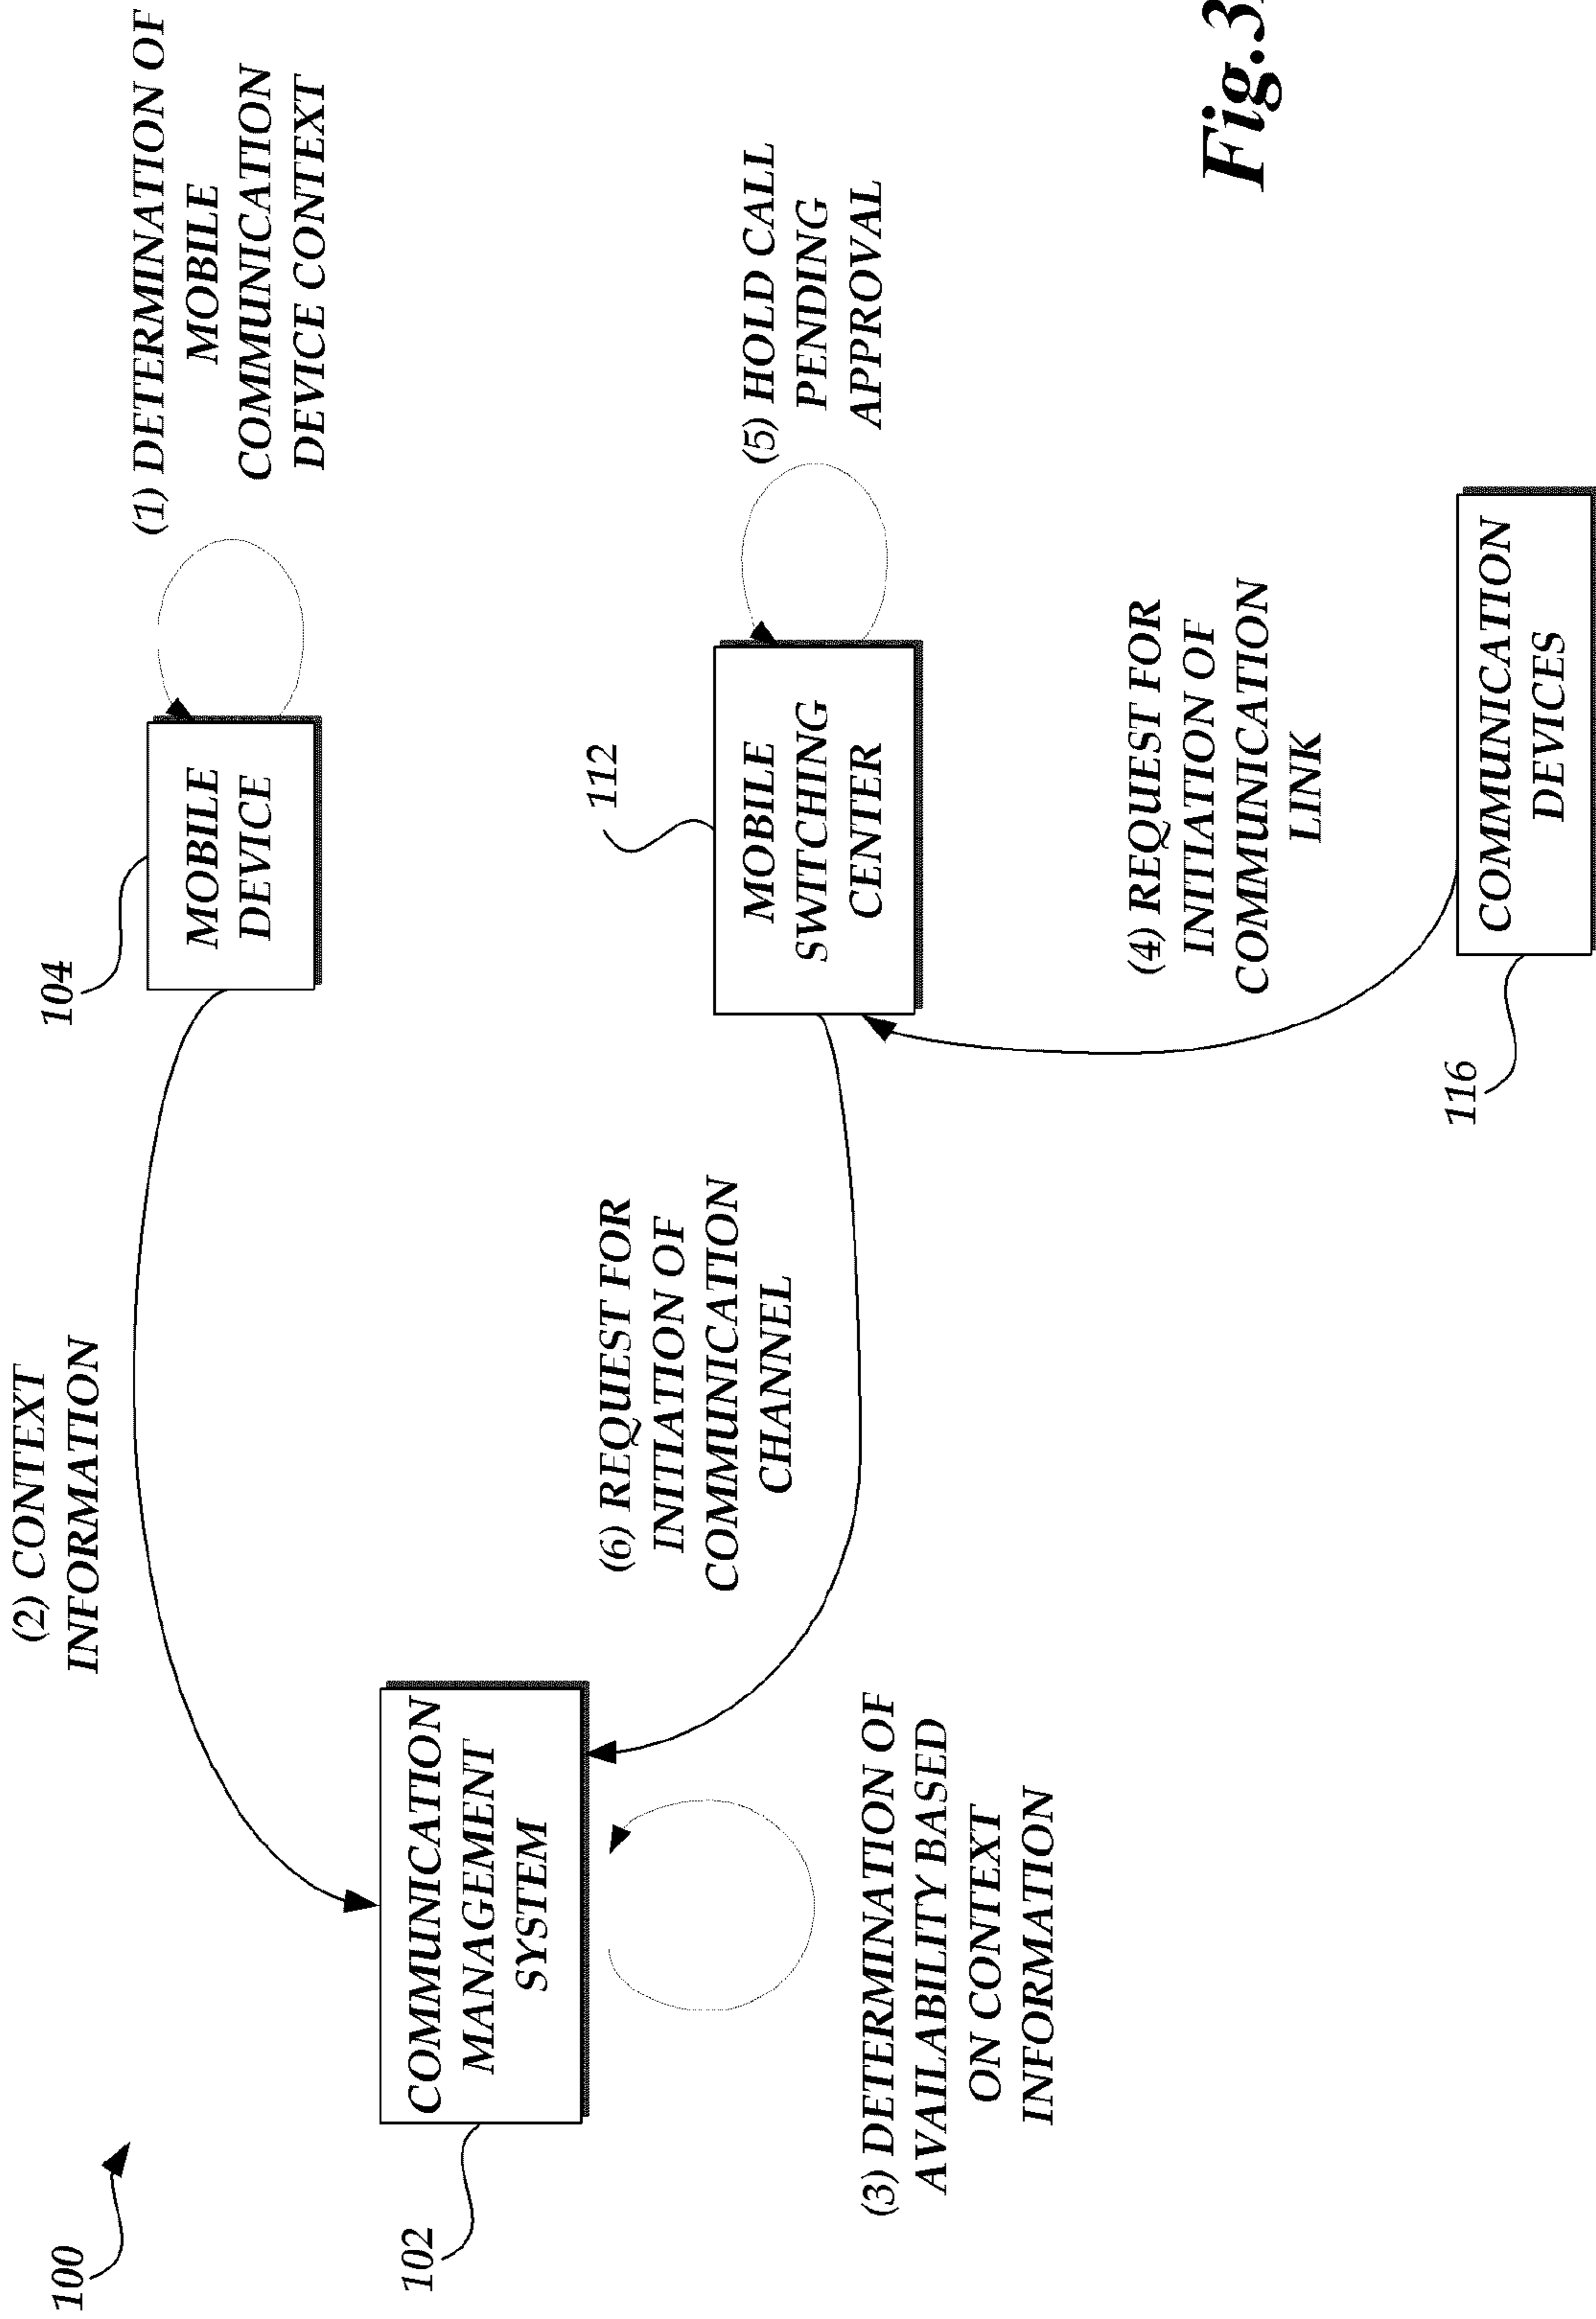 100
102
COMMUNICATION
MANAGEMENT
SYSTEM
(2) CONTEXT
INFORMATION
104
MOBILE
DEVICE
(1) DETERMINATION OF
MOBILE
COMMUNICATION
DEVICE CONTEXT
(3) DETERMINATION OF
AVAILABILITY BASED
ON CONTEXT
INFORMATION
(6) REQUEST FOR
INITIATION OF
COMMUNICATION
CHANNEL
112
MOBILE
SWITCHING
CENTER
(5) HOLD CALL
PENDING
APPROVAL
(4) REQUEST FOR
INITIATION OF
COMMUNICATION
LINK
116
COMMUNICATION
DEVICES
Fig.3